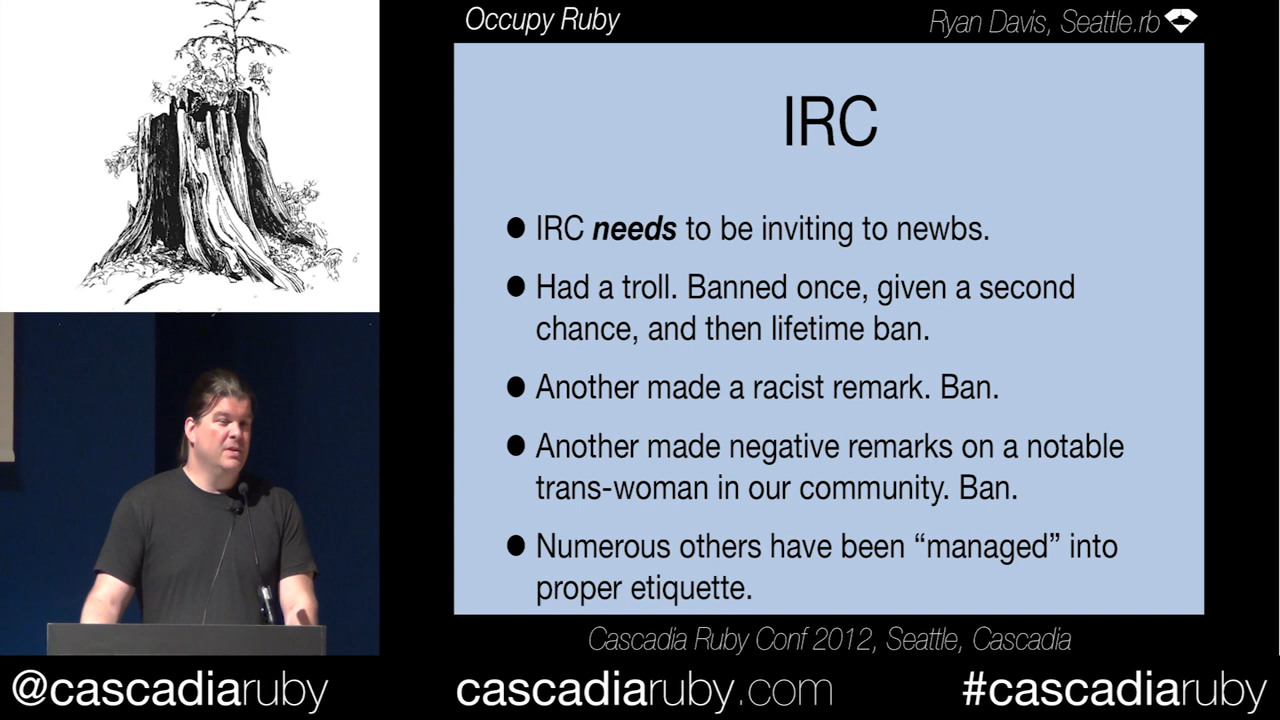 Occupy Ruby
Ryan Davis, Seattle.rb
IRC
● IRC needs to be inviting to newbs.
● Had a troll. Banned once, given a second
chance, and then lifetime ban.
● Another made a racist remark. Ban.
● Another made negative remarks on a notable
trans-woman in our community. Ban.
● Numerous others have been “managed” into
proper etiquette.
Cascadia Ruby Conf 2012, Seattle, Cascadia
@cascadiaruby
cascadiaruby.com
#cascadiaruby